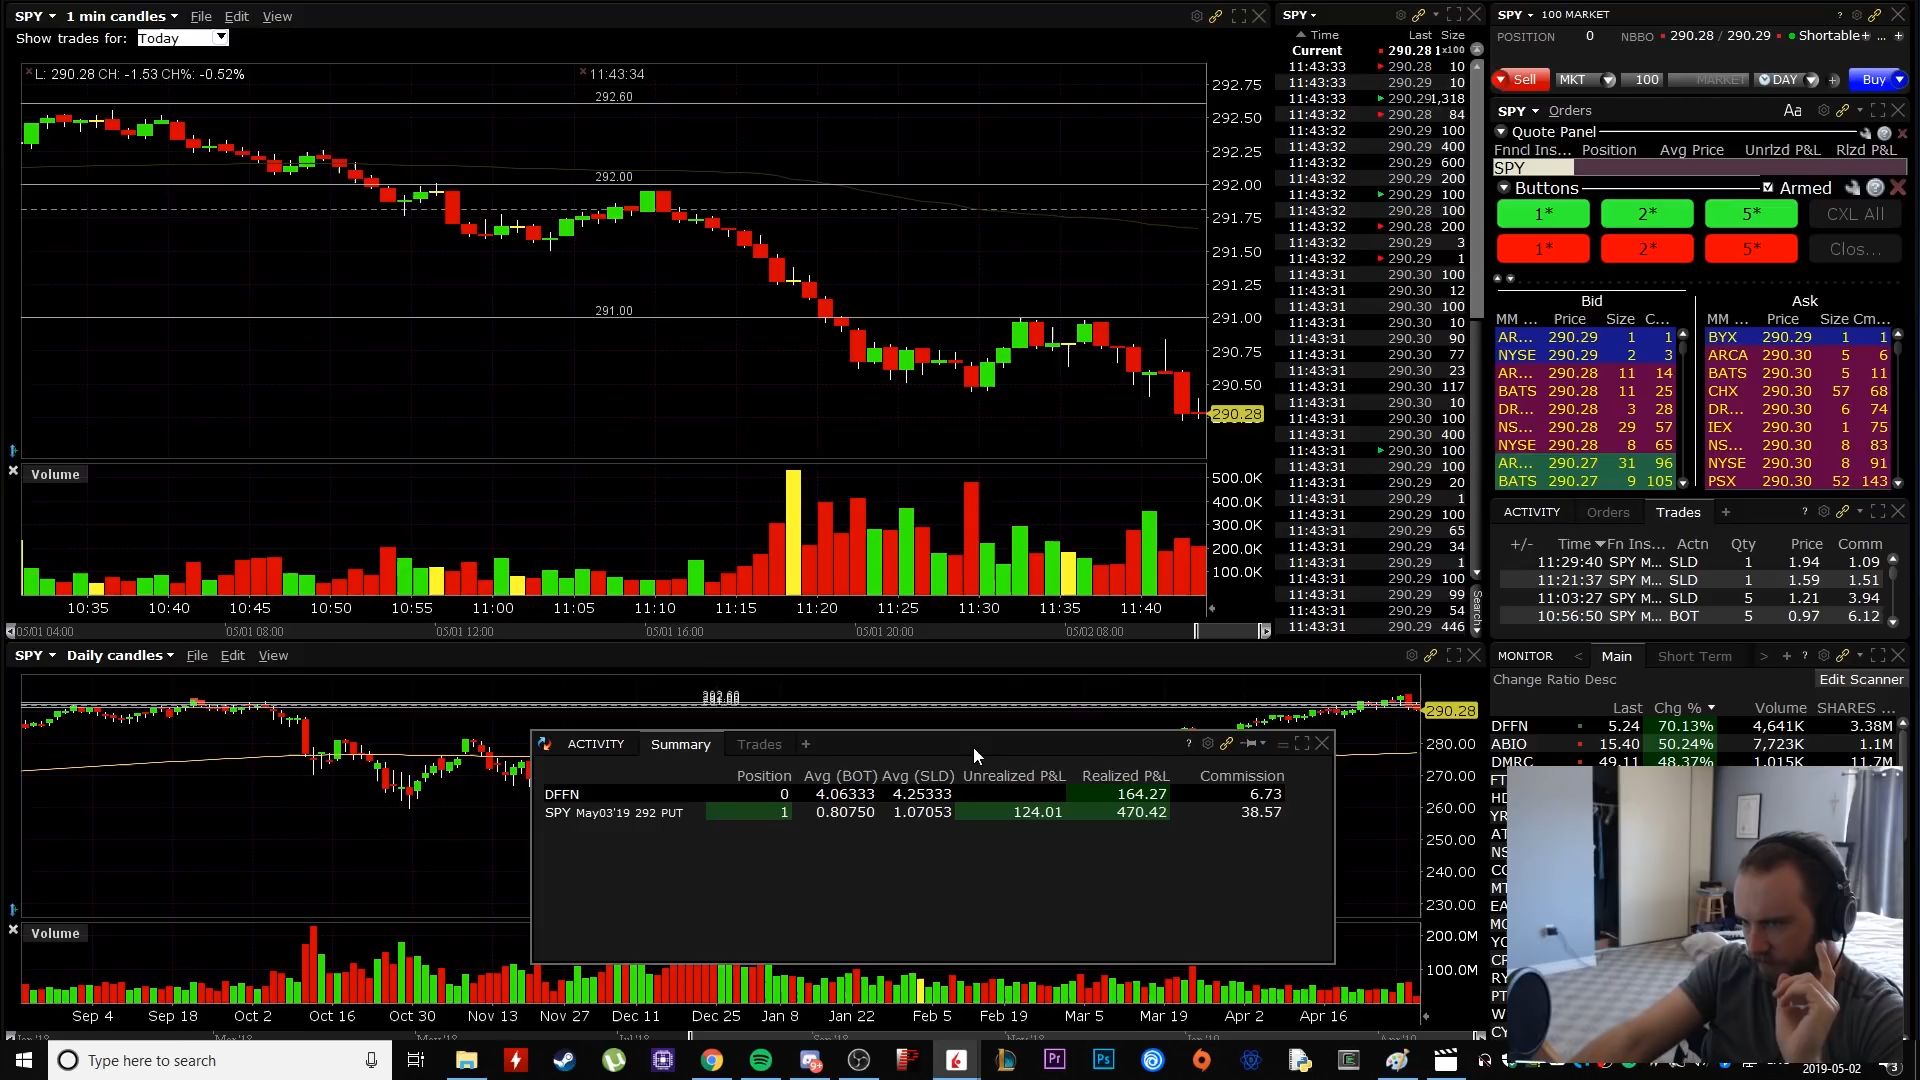 SPY 1 min candles File Edit View
Show trades for: Today
L: 290.28 CH: -1.53 CH%: -0.52%
11:43:34
292.60
292.00
291.00
292.75
292.50
292.25
292.00
291.75
291.50
291.25
291.00
290.75
290.50
290.28
Volume
500.0K
400.0K
300.0K
200.0K
100.0K
10:35 10:40 10:45 10:50 10:55 11:00 11:05 11:10 11:15 11:20 11:25 11:30 11:35 11:40
05/01 04:00 05/01 08:00 05/01 12:00 05/01 16:00 05/01 20:00 05/02 08:00
SPY
Time Last Size
Current 290.28 1x100
11:43:33 290.28 10
11:43:33 290.29 10
11:43:33 290.29 1,318
11:43:32 290.28 84
11:43:32 290.29 100
11:43:32 290.29 400
11:43:32 290.29 600
11:43:32 290.29 200
11:43:32 290.29 100
11:43:32 290.28 100
11:43:32 290.28 200
11:43:32 290.29 3
11:43:32 290.29 1
11:43:31 290.30 100
11:43:31 290.30 12
11:43:31 290.30 100
11:43:31 290.30 10
11:43:31 290.30 90
11:43:31 290.30 77
11:43:31 290.30 23
11:43:31 290.30 117
11:43:31 290.30 10
11:43:31 290.30 100
11:43:31 290.30 400
11:43:31 290.30 100
11:43:31 290.29 100
11:43:31 290.29 20
11:43:31 290.29 1
11:43:31 290.29 100
11:43:31 290.29 65
11:43:31 290.29 34
11:43:31 290.29 1
11:43:31 290.29 100
11:43:31 290.29 99
11:43:31 290.29 54
11:43:31 290.29 446
Search
SPY 100 MARKET
POSITION 0 NBBO 290.28 / 290.29 Shortable
Sell MKT 100 MARKET DAY Buy
SPY Orders Aa
Quote Panel
Fnncl Ins... Position Avg Price Unrlzd P&L Rlzd P&L
SPY
Buttons Armed
1* 2* 5* CXL All
1* 2* 5* Clos...
Bid Ask
MM ... Price Size C... MM ... Price Size Cm...
AR... 290.29 1 1 BYX 290.29 1 1
NYSE 290.29 2 3 ARCA 290.30 5 6
AR... 290.28 11 14 BATS 290.30 5 11
BATS 290.28 11 25 CHX 290.30 57 68
DR... 290.28 3 28 DR... 290.30 6 74
NS... 290.28 29 57 IEX 290.30 1 75
NYSE 290.28 8 65 NS... 290.30 8 83
AR... 290.27 31 96 NYSE 290.30 8 91
BATS 290.27 9 105 PSX 290.30 52 143
ACTIVITY Orders Trades +
+/- Time Fn Ins... Actn Qty Price Comm
11:29:40 SPY M... SLD 1 1.94 1.09
11:21:37 SPY M... SLD 1 1.59 1.51
11:03:27 SPY M... SLD 5 1.21 3.94
10:56:50 SPY M... BOT 5 0.97 6.12
MONITOR < Main Short Term > +
Change Ratio Desc Edit Scanner
Last Chg % Volume SHARES ...
DFFN 5.24 70.13% 4,641K 3.38M
ABIO 15.40 50.24% 7,723K 1.1M
DMRC 49.11 48.37% 1,015K 11.7M
FT
HD
YR
AT
NS
CC
MT
EA
MC
YC
CP
RY
PT
W
CY
SPY Daily candles File Edit View
290.28
280.00
270.00
260.00
250.00
240.00
230.00
Volume
200.0M
100.0M
Sep 4 Sep 18 Oct 2 Oct 16 Oct 30 Nov 13 Nov 27 Dec 11 Dec 25 Jan 8 Jan 22 Feb 5 Feb 19 Mar 5 Mar 19 Apr 2 Apr 16
ACTIVITY Summary Trades +
Position Avg (BOT) Avg (SLD) Unrealized P&L Realized P&L Commission
DFFN 0 4.06333 4.25333 164.27 6.73
SPY May03'19 292 PUT 1 0.80750 1.07053 124.01 470.42 38.57
Type here to search
Pr
Ps
2019-05-02